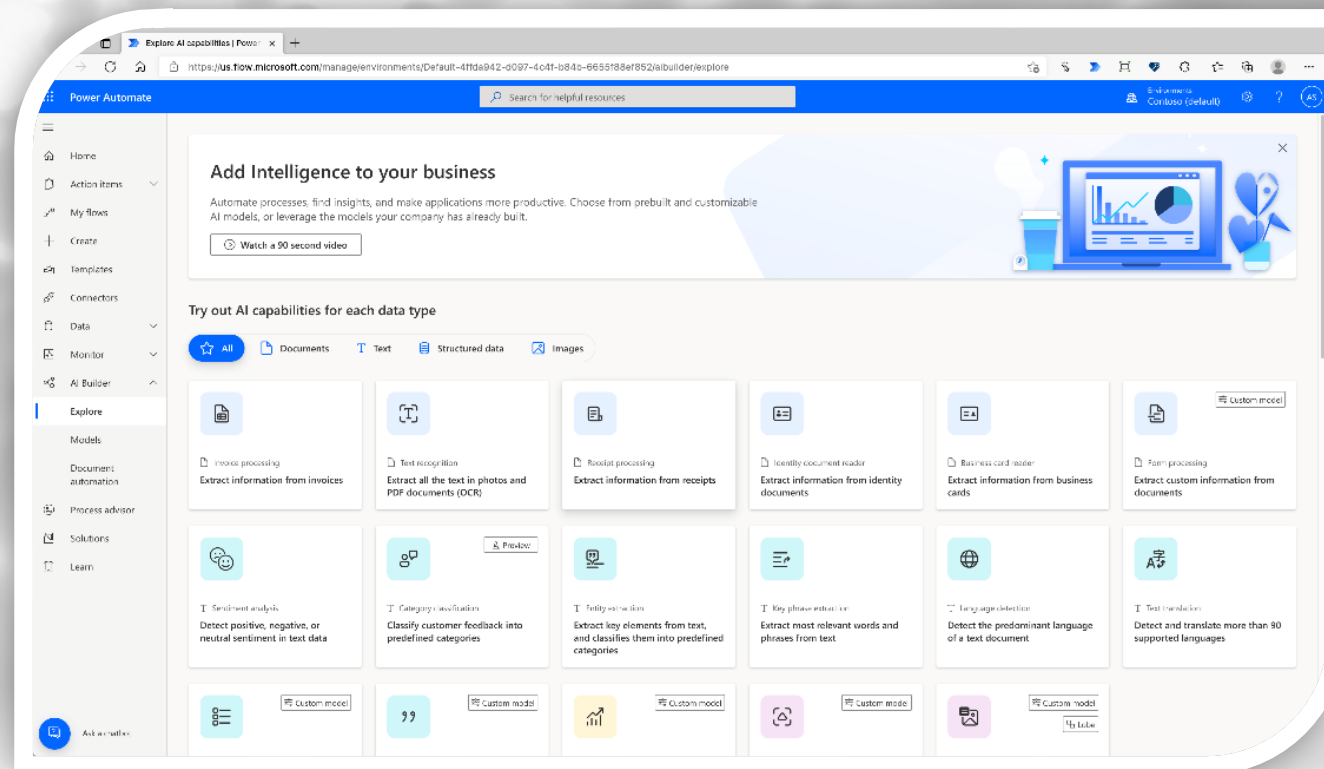 Explore AI capabilities | Power
https://us.flow.microsoft.com/manage/environments/Default-4ffda942-d097-4c4f-b84b-6655f88ef852/aibuilder/explore
Power Automate
Search for helpful resources
Environments
Contoso (default)
?
AS
Home
Action items
My flows
Create
Templates
Connectors
Data
Monitor
AI Builder
Explore
Models
Document
automation
Process advisor
Solutions
Learn
Ask a chatbot
Add Intelligence to your business
Automate processes, find insights, and make applications more productive. Choose from prebuilt and customizable
AI models, or leverage the models your company has already built.
Watch a 90 second video
Try out AI capabilities for each data type
All
Documents
Text
Structured data
Images
Invoice processing
Extract information from invoices
Text recognition
Extract all the text in photos and
PDF documents (OCR)
Receipt processing
Extract information from receipts
Identity document reader
Extract information from identity
documents
Business card reader
Extract information from business
cards
Custom model
Form processing
Extract custom information from
documents
Sentiment analysis
Detect positive, negative, or
neutral sentiment in text data
Preview
Category classification
Classify customer feedback into
predefined categories
Entity extraction
Extract key elements from text,
and classifies them into predefined
categories
Key phrase extraction
Extract most relevant words and
phrases from text
Language detection
Detect the predominant language
of a text document
Text translation
Detect and translate more than 90
supported languages
Custom model
Custom model
Custom model
Custom model
Custom model
Lobe